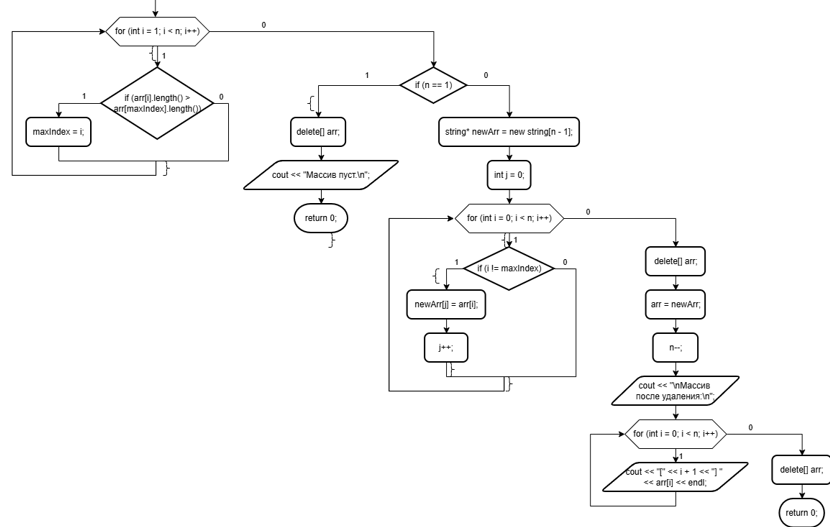 for (int i = 1; i < n; i++)
0
1
if (arr[i].length() >
arr[maxIndex].length())
1
0
maxIndex = i;
if (n == 1)
1
0
delete[] arr;
cout << "Массив пуст.\n";
return 0;
string* newArr = new string[n - 1];
int j = 0;
for (int i = 0; i < n; i++)
0
1
if (i != maxIndex)
1
0
newArr[j] = arr[i];
j++;
delete[] arr;
arr = newArr;
n--;
cout << "\nМассив
после удаления:\n";
for (int i = 0; i < n; i++)
0
1
cout << "[" << i + 1 << "] "
<< arr[i] << endl;
delete[] arr;
return 0;